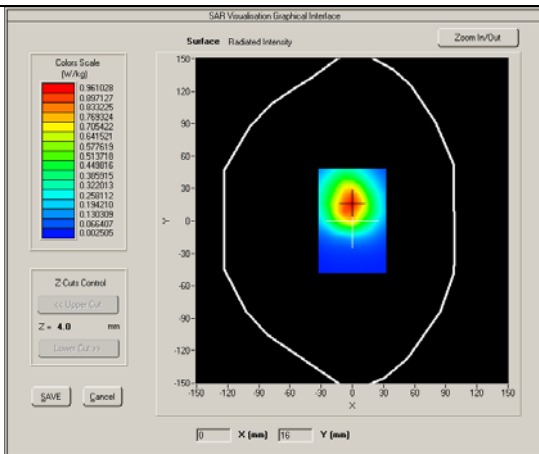 SAR Visualisation Graphical Interface
Surface Radiated Intensity
Zoom In/Out
Colors Scale
(W/kg)
0.961028
0.897127
0.833225
0.769324
0.705422
0.641521
0.577619
0.513718
0.449816
0.385915
0.322013
0.258112
0.194210
0.130309
0.066407
0.002505
Z Cuts Control
<< Upper Cut
Z = 4.0 mm
Lower Cut >>
SAVE Cancel
150-
120-
90-
60-
30-
0-
-30-
-60-
-90-
-120-
-150-
Y
-150 -120 -90 -60 -30 0 30 60 90 120 150
X
0 X (mm) 16 Y (mm)